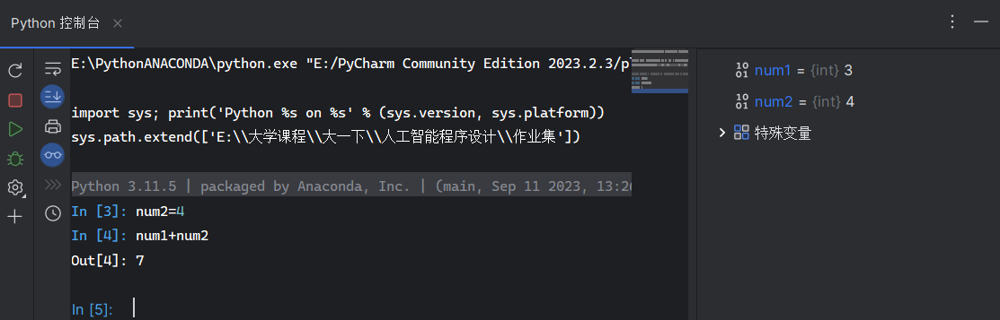 Python 控制台
E:\PythonANACONDA\python.exe "E:/PyCharm Community Edition 2023.2.3/pl
import sys; print('Python %s on %s' % (sys.version, sys.platform))
sys.path.extend(['E:\\大学课程\\大一下\\人工智能程序设计\\作业集'])
Python 3.11.5 | packaged by Anaconda, Inc. | (main, Sep 11 2023, 13:26
In [3]: num2=4
In [4]: num1+num2
Out[4]: 7
In [5]:
num1 = {int} 3
num2 = {int} 4
特殊变量